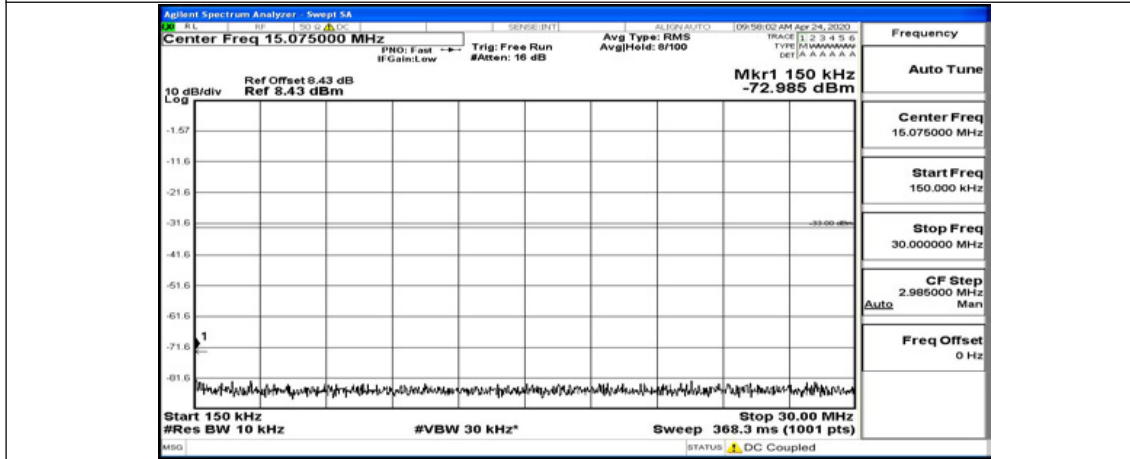 Agilent Spectrum Analyzer - Swept SA
RL RF 50 Ω DC SENSE:INT ALIGN AUTO 09:58:02 AM Apr 24, 2020
Center Freq 15.075000 MHz
PNO: Fast
IFGain:Low
Trig: Free Run
#Atten: 16 dB
Avg Type: RMS
Avg|Hold: 8/100
TRACE 1 2 3 4 5 6
TYPE M
DET A A A A A A
Mkr1 150 kHz
-72.985 dBm
Ref Offset 8.43 dB
10 dB/div Ref 8.43 dBm
Log
-1.57
-11.6
-21.6
-31.6
-33.00 dBm
-41.6
-51.6
-61.6
1
-71.6
-81.6
Start 150 kHz Stop 30.00 MHz
#Res BW 10 kHz #VBW 30 kHz* Sweep 368.3 ms (1001 pts)
MSG STATUS DC Coupled
Frequency
Auto Tune
Center Freq
15.075000 MHz
Start Freq
150.000 kHz
Stop Freq
30.000000 MHz
CF Step
2.985000 MHz
Auto Man
Freq Offset
0 Hz